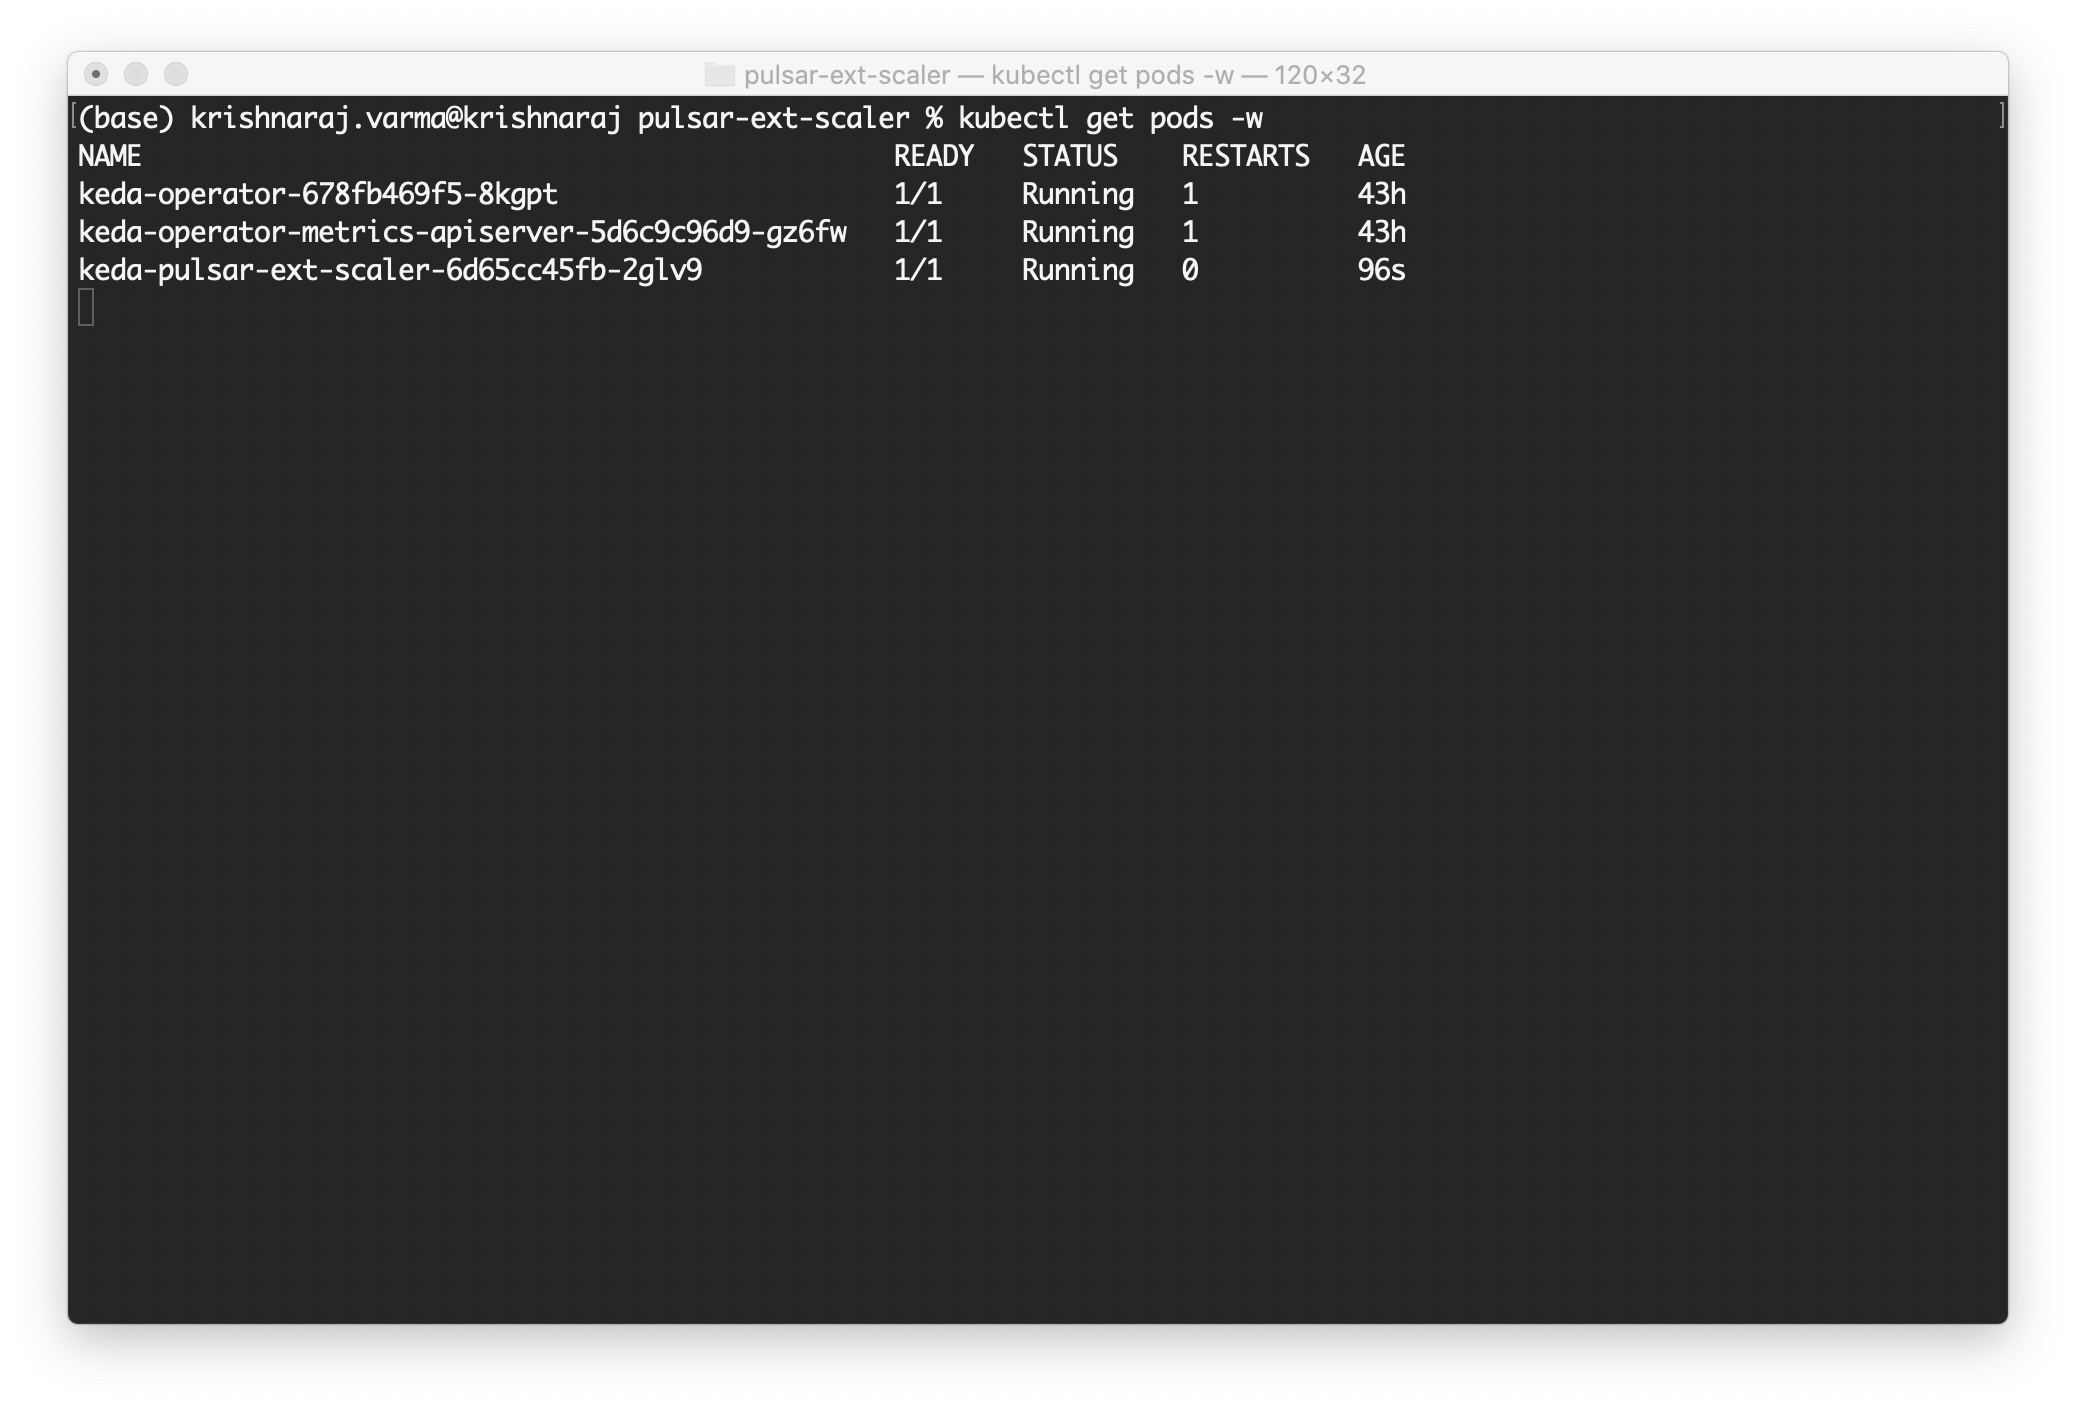 pulsar-ext-scaler — kubectl get pods -w — 120×32
(base) krishnaraj.varma@krishnaraj pulsar-ext-scaler % kubectl get pods -w
NAME READY STATUS RESTARTS AGE
keda-operator-678fb469f5-8kgpt 1/1 Running 1 43h
keda-operator-metrics-apiserver-5d6c9c96d9-gz6fw 1/1 Running 1 43h
keda-pulsar-ext-scaler-6d65cc45fb-2glv9 1/1 Running 0 96s